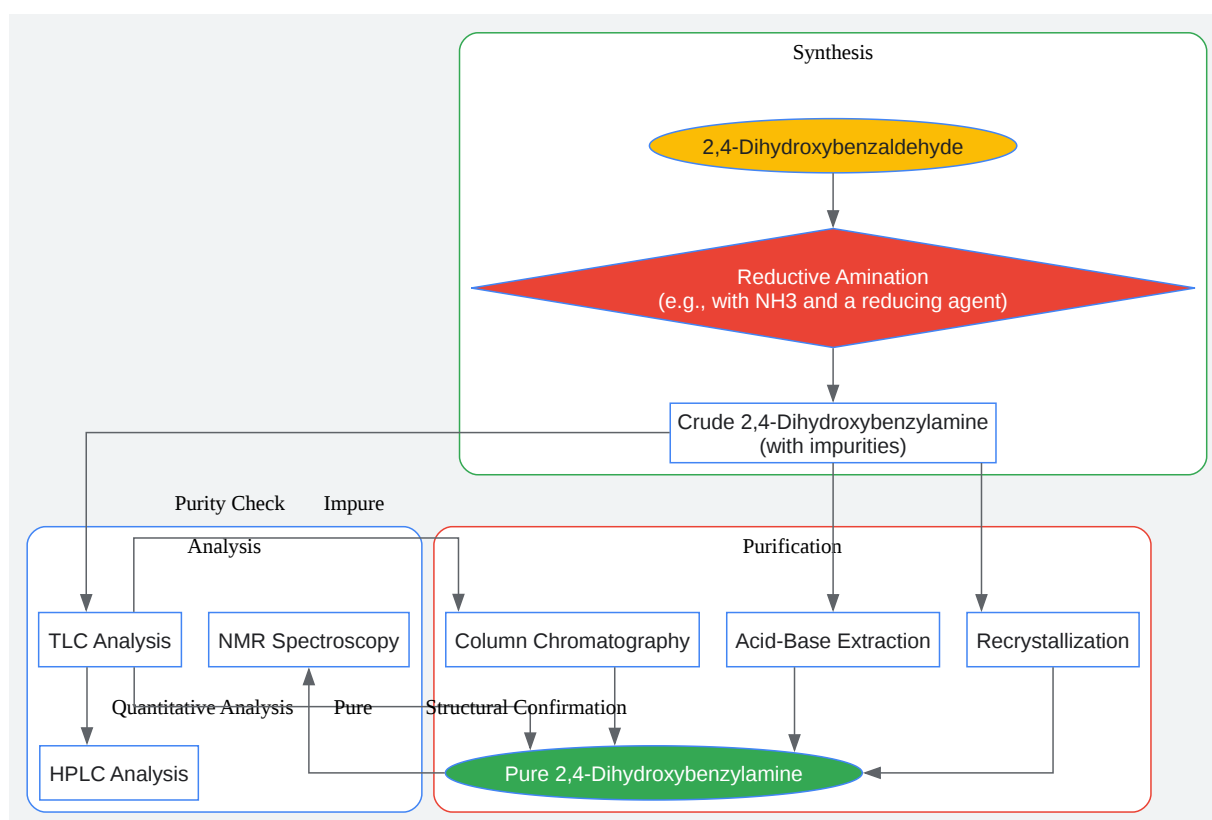 Synthesis
2,4-Dihydroxybenzaldehyde
Reductive Amination
(e.g., with NH3 and a reducing agent)
Crude 2,4-Dihydroxybenzylamine
(with impurities)
Purity Check
Impure
Analysis
Purification
TLC Analysis
NMR Spectroscopy
Column Chromatography
Acid-Base Extraction
Recrystallization
Quantitative Analysis
Pure
Structural Confirmation
HPLC Analysis
Pure 2,4-Dihydroxybenzylamine